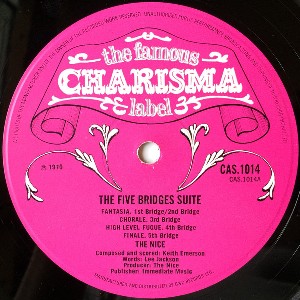 the famous
CHARISMA
label
℗ 1970
CAS.1014
CAS.1014A
THE FIVE BRIDGES SUITE
FANTASIA. 1st Bridge/2nd Bridge
CHORALE. 3rd Bridge
HIGH LEVEL FUGUE. 4th Bridge
FINALE. 5th Bridge
THE NICE
Composed and scored: Keith Emerson
Words: Lee Jackson
Producer: The Nice
Publisher: Immediate Music